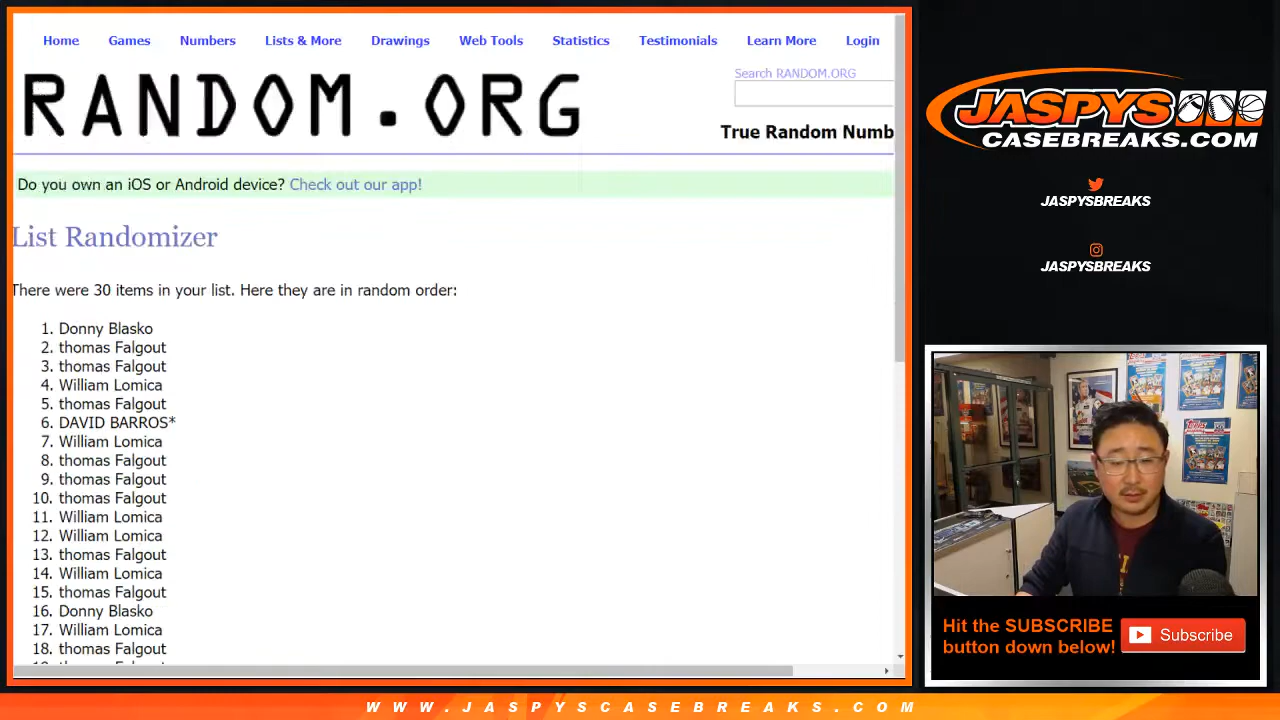 Home Games Numbers Lists & More Drawings Web Tools Statistics Testimonials Learn More Login
RANDOM.ORG
Search RANDOM.ORG
True Random Numb
Do you own an iOS or Android device? Check out our app!
List Randomizer
There were 30 items in your list. Here they are in random order:
1. Donny Blasko
2. thomas Falgout
3. thomas Falgout
4. William Lomica
5. thomas Falgout
6. DAVID BARROS*
7. William Lomica
8. thomas Falgout
9. thomas Falgout
10. thomas Falgout
11. William Lomica
12. William Lomica
13. thomas Falgout
14. William Lomica
15. thomas Falgout
16. Donny Blasko
17. William Lomica
18. thomas Falgout
JASPYS
CASEBREAKS.COM
JASPYSBREAKS
JASPYSBREAKS
Hit the SUBSCRIBE
button down below!
Subscribe
WWW.JASPYSCASEBREAKS.COM